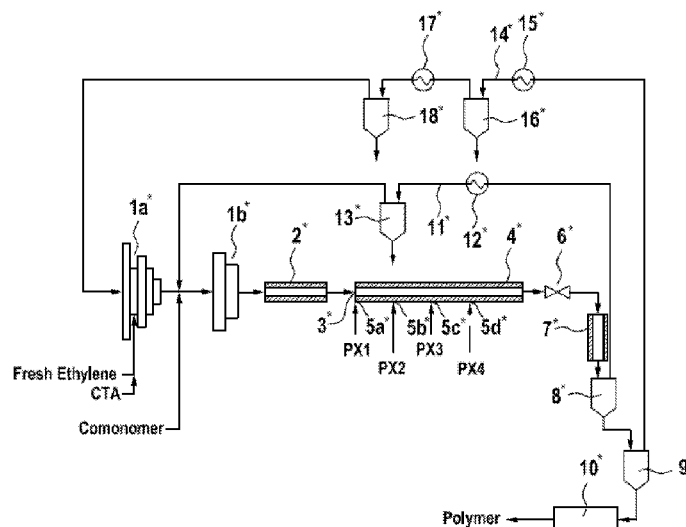 17*
14*
15*
18*
16*
1a*
1b*
13*
11*
12*
2*
4*
6*
3*
5a*
5b*
5c*
5d*
7*
PX1
PX2
PX3
PX4
Fresh Ethylene
CTA
8*
Comonomer
9
10*
Polymer